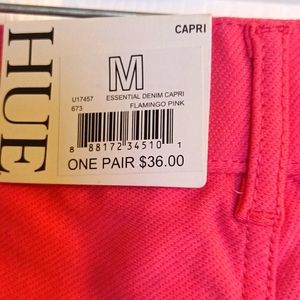 HUE
CAPRI
M
U17457 ESSENTIAL DENIM CAPRI
673 FLAMINGO PINK
8 88172 34510 1
ONE PAIR $36.00